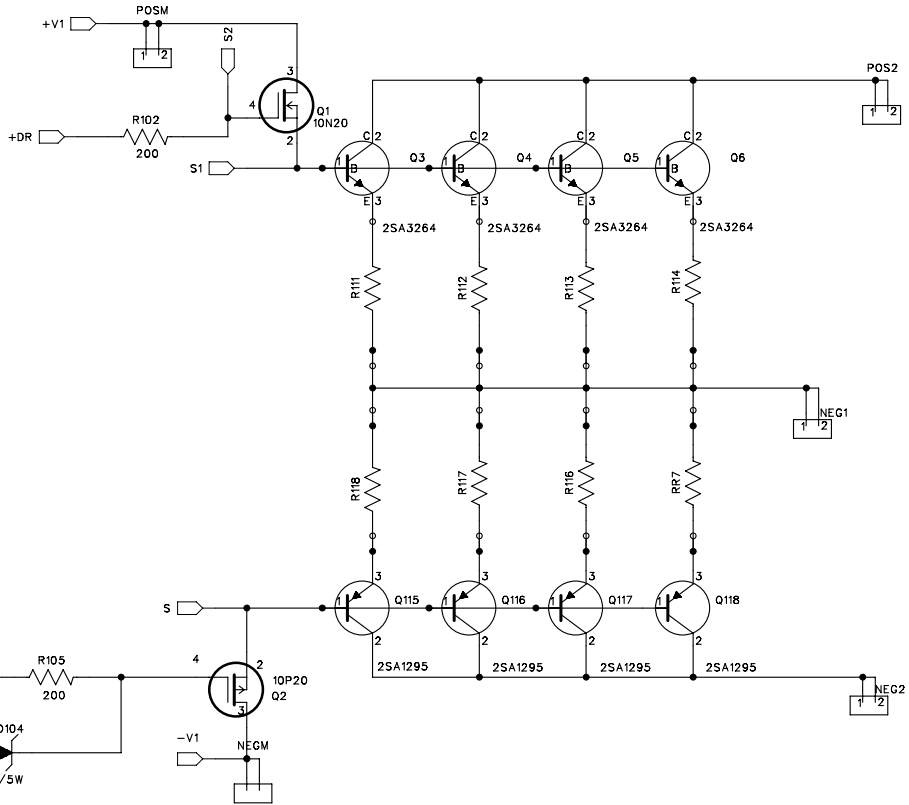 POSM
+V1
1 2
S2
3
POS2
4
Q1
10N20
1 2
R102
+DR
200
2
S1
C 2 C 2 C 2 C 2
1 B Q3 1 B Q4 1 B Q5 1 B Q6
E 3 E 3 E 3 E 3
2SA3264 2SA3264 2SA3264 2SA3264
R111 R112 R113 R114
NEG1
1 2
R118 R117 R116 RR7
3 3 3 3
S
1 Q115 1 Q116 1 Q117 1 Q118
2 2 2 2
2SA1295 2SA1295 2SA1295 2SA1295
R105
200
4
2
10P20
Q2
3
NEG2
1 2
D104
/5W
-V1
NEGM